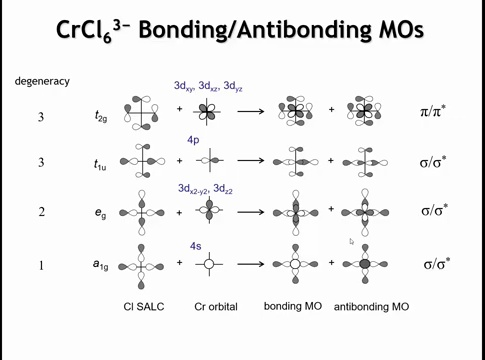 CrCl₆³⁻ Bonding/Antibonding MOs
degeneracy
3dxy, 3dxz, 3dyz
3 t2g + + π/π*
4p
3 t1u + + σ/σ*
3dx2-y2, 3dz2
2 eg + + σ/σ*
4s
1 a1g + + σ/σ*
Cl SALC Cr orbital bonding MO antibonding MO